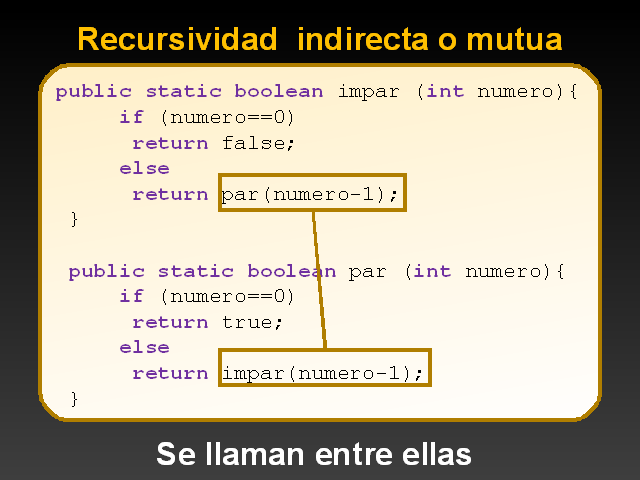 Recursividad  indirecta o mutua
public static boolean impar (int numero){
     if (numero==0)
      return false;
     else
      return par(numero-1);
 }
 public static boolean par (int numero){
     if (numero==0)
      return true;
     else
      return impar(numero-1);
 }
Se llaman entre ellas